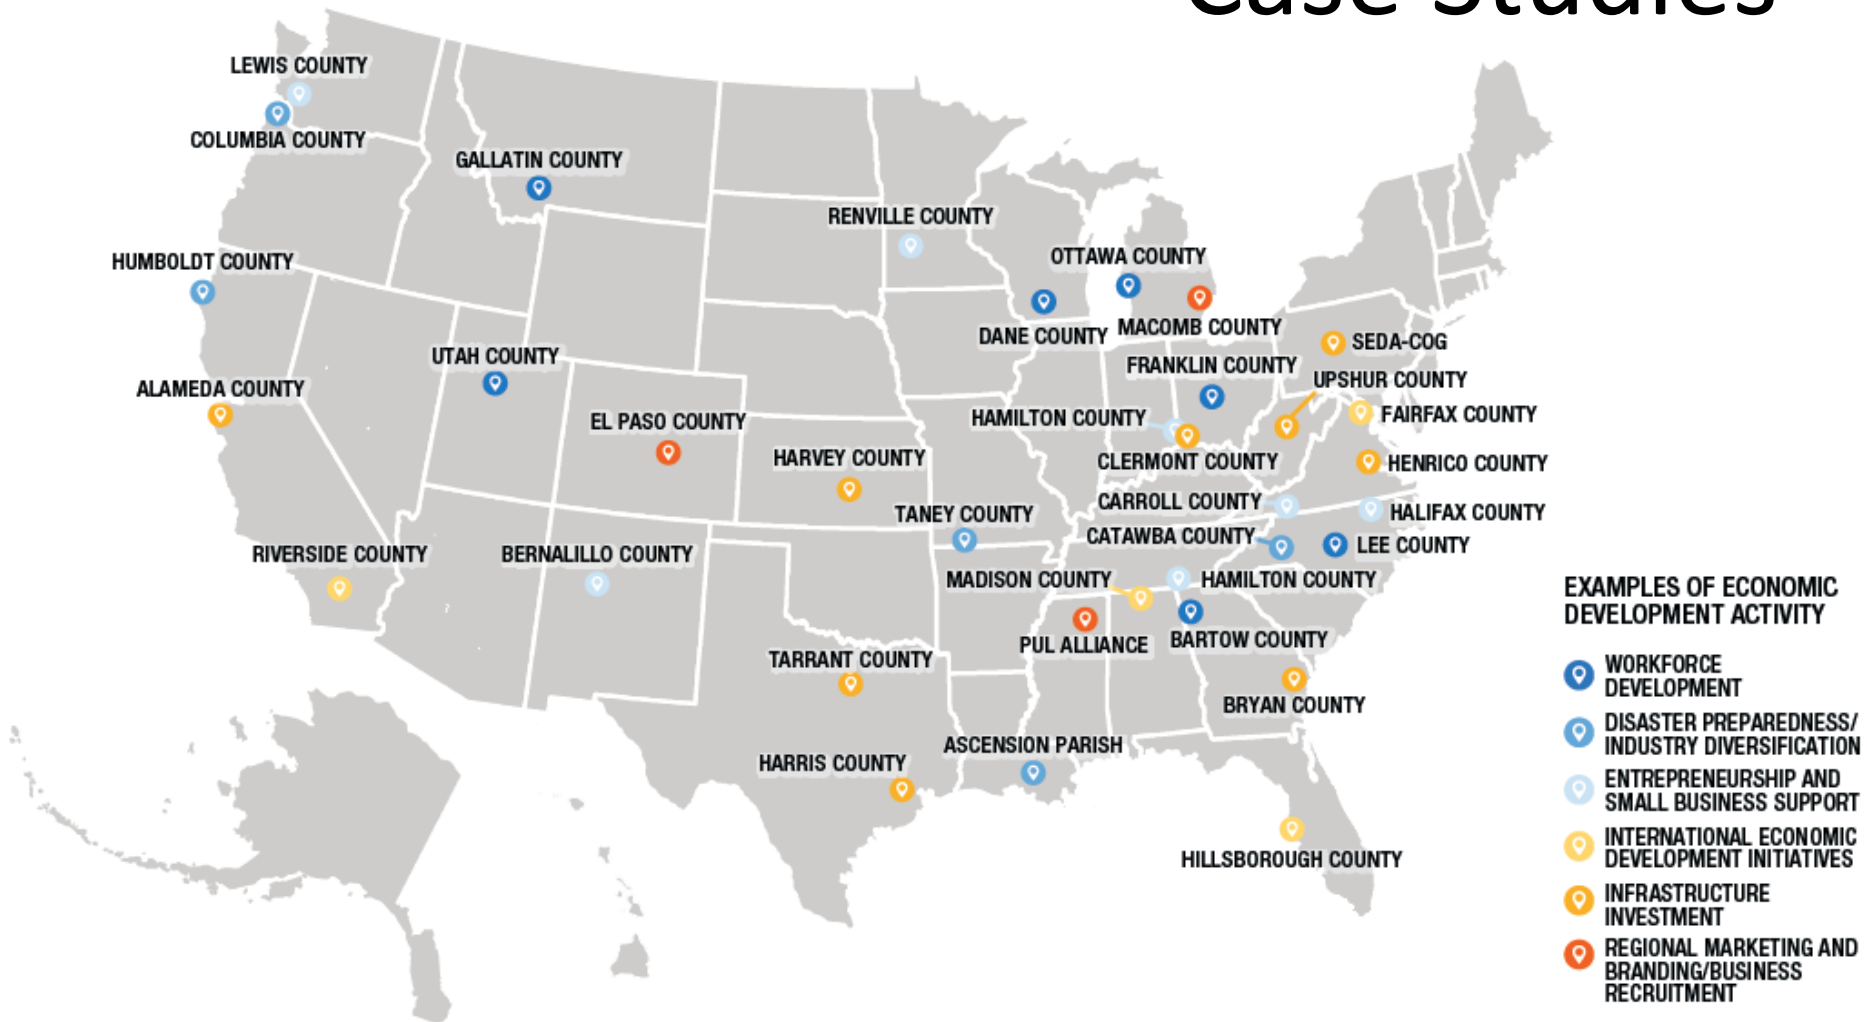 Case Studies
LEWIS COUNTY
COLUMBIA COUNTY
GALLATIN COUNTY
RENVILLE COUNTY
HUMBOLDT COUNTY
OTTAWA COUNTY
DANE COUNTY
MACOMB COUNTY
SEDA-COG
UTAH COUNTY
FRANKLIN COUNTY
UPSHUR COUNTY
ALAMEDA COUNTY
EL PASO COUNTY
HAMILTON COUNTY
FAIRFAX COUNTY
HARVEY COUNTY
CLERMONT COUNTY
HENRICO COUNTY
CARROLL COUNTY
HALIFAX COUNTY
TANEY COUNTY
CATAWBA COUNTY
LEE COUNTY
RIVERSIDE COUNTY
BERNALILLO COUNTY
MADISON COUNTY
HAMILTON COUNTY
PUL ALLIANCE
BARTOW COUNTY
TARRANT COUNTY
BRYAN COUNTY
ASCENSION PARISH
HARRIS COUNTY
HILLSBOROUGH COUNTY
EXAMPLES OF ECONOMIC
DEVELOPMENT ACTIVITY
WORKFORCE
DEVELOPMENT
DISASTER PREPAREDNESS/
INDUSTRY DIVERSIFICATION
ENTREPRENEURSHIP AND
SMALL BUSINESS SUPPORT
INTERNATIONAL ECONOMIC
DEVELOPMENT INITIATIVES
INFRASTRUCTURE
INVESTMENT
REGIONAL MARKETING AND
BRANDING/BUSINESS
RECRUITMENT